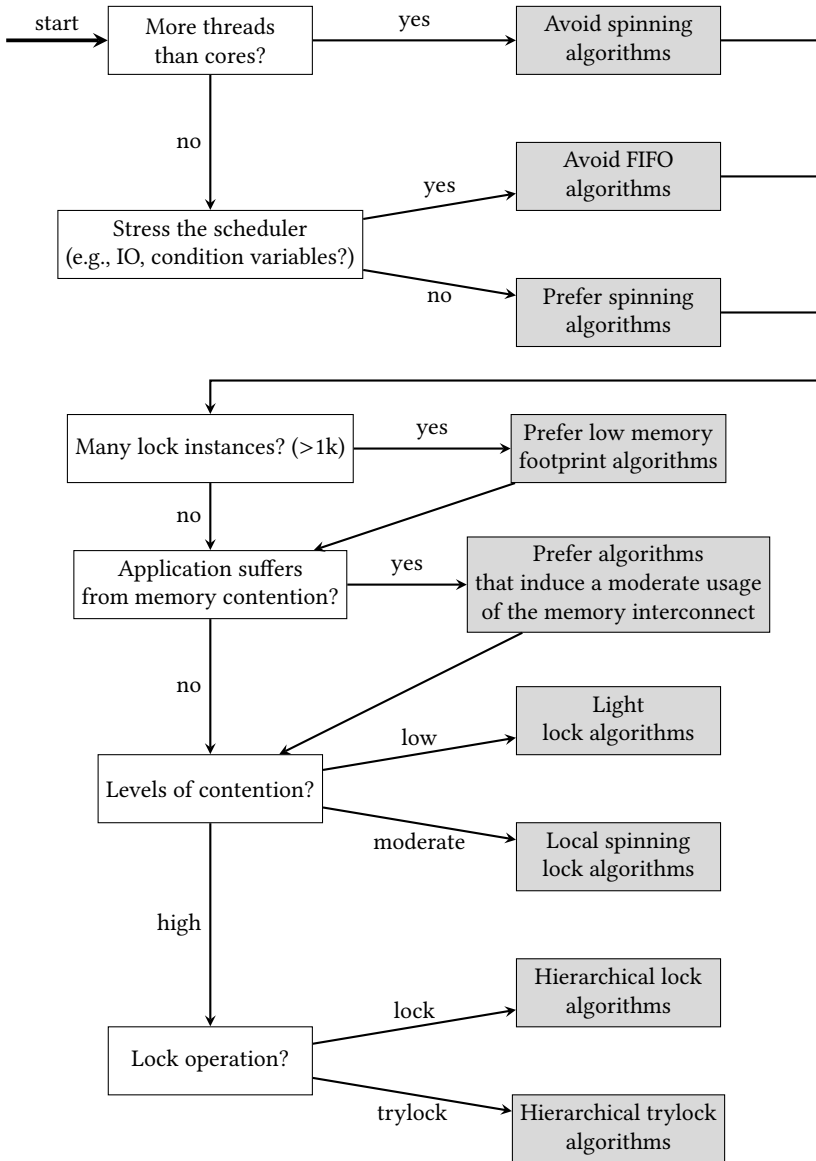 start
More threads
than cores?
yes
Avoid spinning
algorithms
no
Avoid FIFO
algorithms
yes
Stress the scheduler
(e.g., IO, condition variables?)
no
Prefer spinning
algorithms
Many lock instances? (>1k)
yes
Prefer low memory
footprint algorithms
no
Application suffers
from memory contention?
yes
Prefer algorithms
that induce a moderate usage
of the memory interconnect
no
Light
lock algorithms
low
Levels of contention?
moderate
Local spinning
lock algorithms
high
Hierarchical lock
algorithms
lock
Lock operation?
trylock
Hierarchical trylock
algorithms